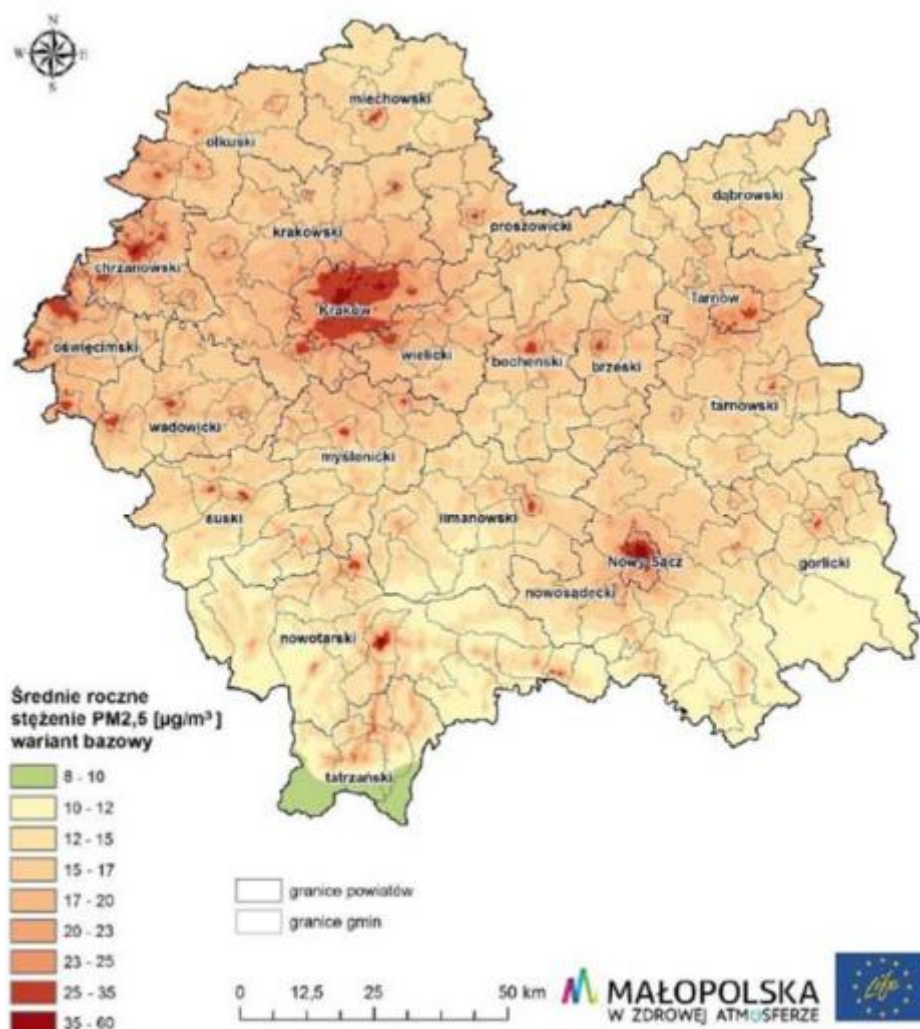 N
W E
S
miechowski
olkuski
dąbrowski
krakowski
proszowicki
chrzanowski
Tarnów
Kraków
oświęcimski
wielicki
bocheński
brzeski
tarnowski
wadowicki
myślenicki
suski
limanowski
Nowy Sącz
gorlicki
nowosądecki
nowotarski
Średnie roczne
stężenie PM2,5 [µg/m³]
wariant bazowy
tatrzański
8 - 10
10 - 12
12 - 15
15 - 17
17 - 20
20 - 23
23 - 25
25 - 35
35 - 60
granice powiatów
granice gmin
0 12,5 25 50 km
MAŁOPOLSKA
W ZDROWEJ ATMOSFERZE
Life